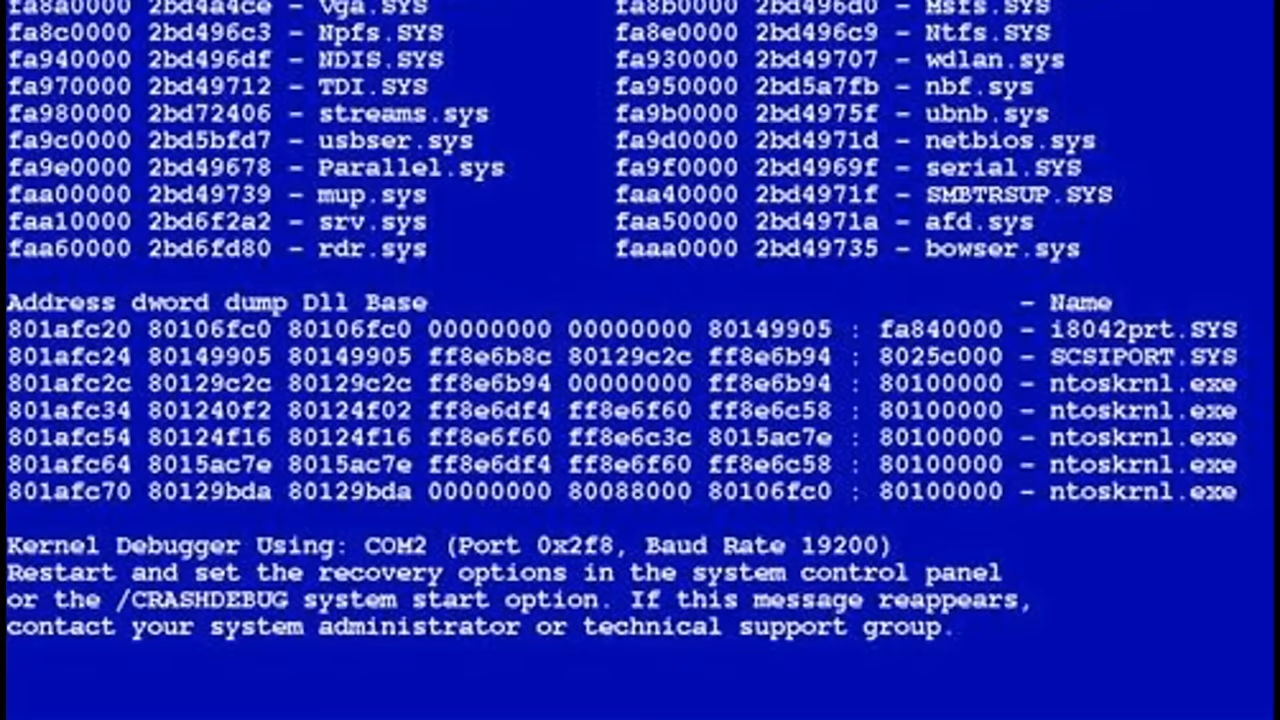 fa8a0000 2bd4a4ce - Vga.SYS fa8b0000 2bd496d0 - Msfs.SYS
fa8c0000 2bd496c3 - Npfs.SYS fa8e0000 2bd496c9 - Ntfs.SYS
fa940000 2bd496df - NDIS.SYS fa930000 2bd49707 - wdlan.sys
fa970000 2bd49712 - TDI.SYS fa950000 2bd5a7fb - nbf.sys
fa980000 2bd72406 - streams.sys fa9b0000 2bd4975f - ubnb.sys
fa9c0000 2bd5bfd7 - usbser.sys fa9d0000 2bd4971d - netbios.sys
fa9e0000 2bd49678 - Parallel.sys fa9f0000 2bd4969f - serial.SYS
faa00000 2bd49739 - mup.sys faa40000 2bd4971f - SMBTRSUP.SYS
faa10000 2bd6f2a2 - srv.sys faa50000 2bd4971a - afd.sys
faa60000 2bd6fd80 - rdr.sys faaa0000 2bd49735 - bowser.sys
Address dword dump Dll Base - Name
801afc20 80106fc0 80106fc0 00000000 00000000 80149905 : fa840000 - i8042prt.SYS
801afc24 80149905 80149905 ff8e6b8c 80129c2c ff8e6b94 : 8025c000 - SCSIPORT.SYS
801afc2c 80129c2c 80129c2c ff8e6b94 00000000 ff8e6b94 : 80100000 - ntoskrnl.exe
801afc34 801240f2 80124f02 ff8e6df4 ff8e6f60 ff8e6c58 : 80100000 - ntoskrnl.exe
801afc54 80124f16 80124f16 ff8e6f60 ff8e6c3c 8015ac7e : 80100000 - ntoskrnl.exe
801afc64 8015ac7e 8015ac7e ff8e6df4 ff8e6f60 ff8e6c58 : 80100000 - ntoskrnl.exe
801afc70 80129bda 80129bda 00000000 80088000 80106fc0 : 80100000 - ntoskrnl.exe
Kernel Debugger Using: COM2 (Port 0x2f8, Baud Rate 19200)
Restart and set the recovery options in the system control panel
or the /CRASHDEBUG system start option. If this message reappears,
contact your system administrator or technical support group.